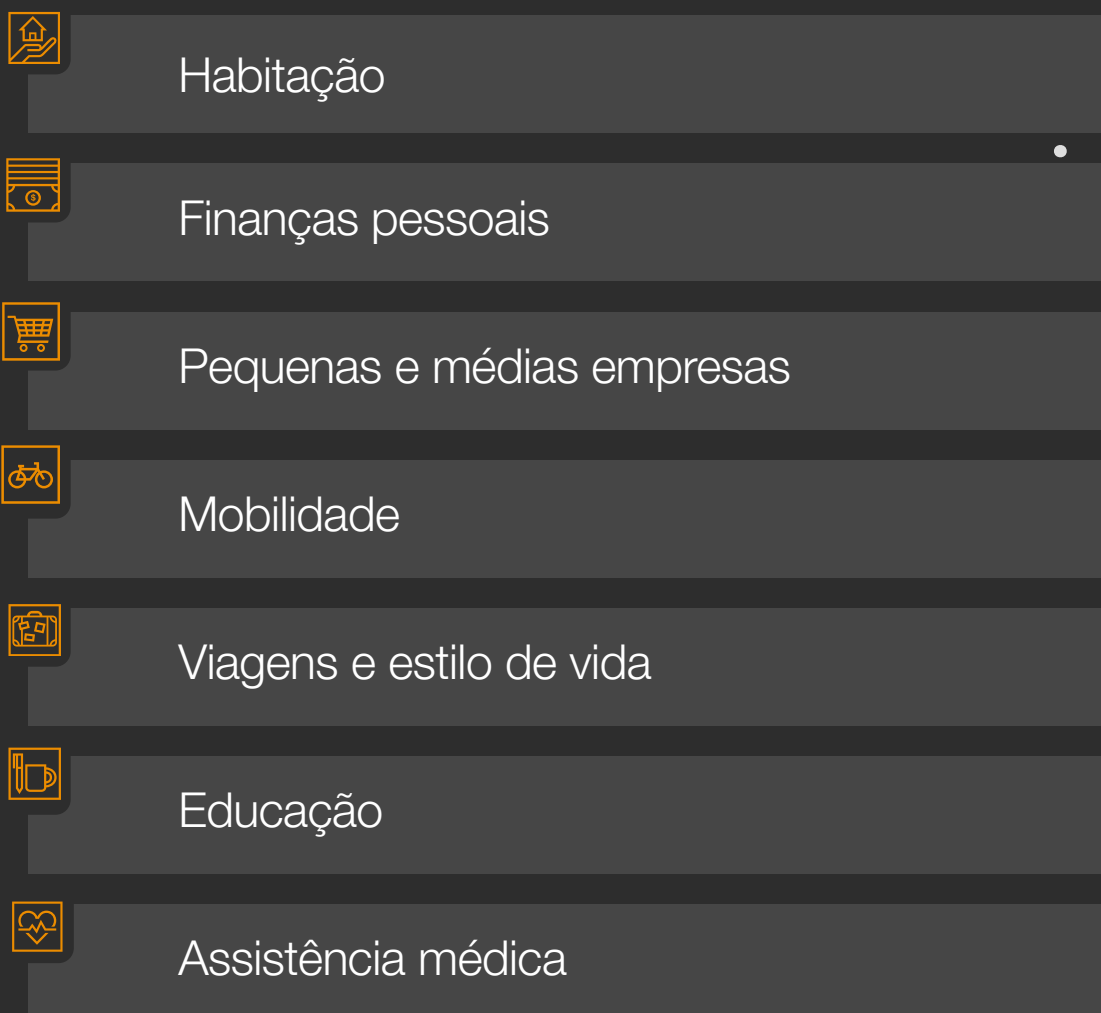 Habitação
Finanças pessoais
Pequenas e médias empresas
Mobilidade
Viagens e estilo de vida
Educação
Assistência médica